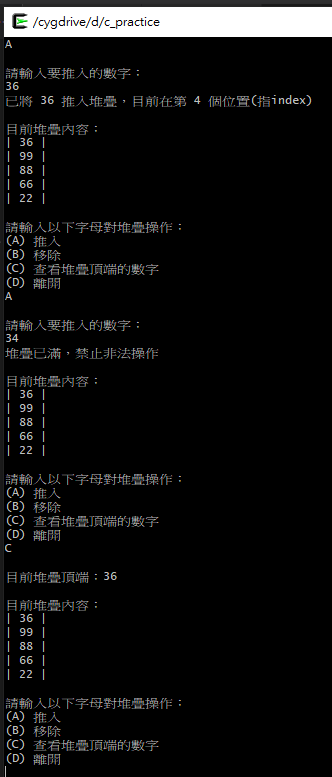 /cygdrive/d/c_practice
A
請輸入要推入的數字：
36
已將 36 推入堆疊，目前在第 4 個位置(指index)
目前堆疊內容：
| 36 |
| 99 |
| 88 |
| 66 |
| 22 |
請輸入以下字母對堆疊操作：
(A) 推入
(B) 移除
(C) 查看堆疊頂端的數字
(D) 離開
A
請輸入要推入的數字：
34
堆疊已滿，禁止非法操作
目前堆疊內容：
| 36 |
| 99 |
| 88 |
| 66 |
| 22 |
請輸入以下字母對堆疊操作：
(A) 推入
(B) 移除
(C) 查看堆疊頂端的數字
(D) 離開
C
目前堆疊頂端：36
目前堆疊內容：
| 36 |
| 99 |
| 88 |
| 66 |
| 22 |
請輸入以下字母對堆疊操作：
(A) 推入
(B) 移除
(C) 查看堆疊頂端的數字
(D) 離開